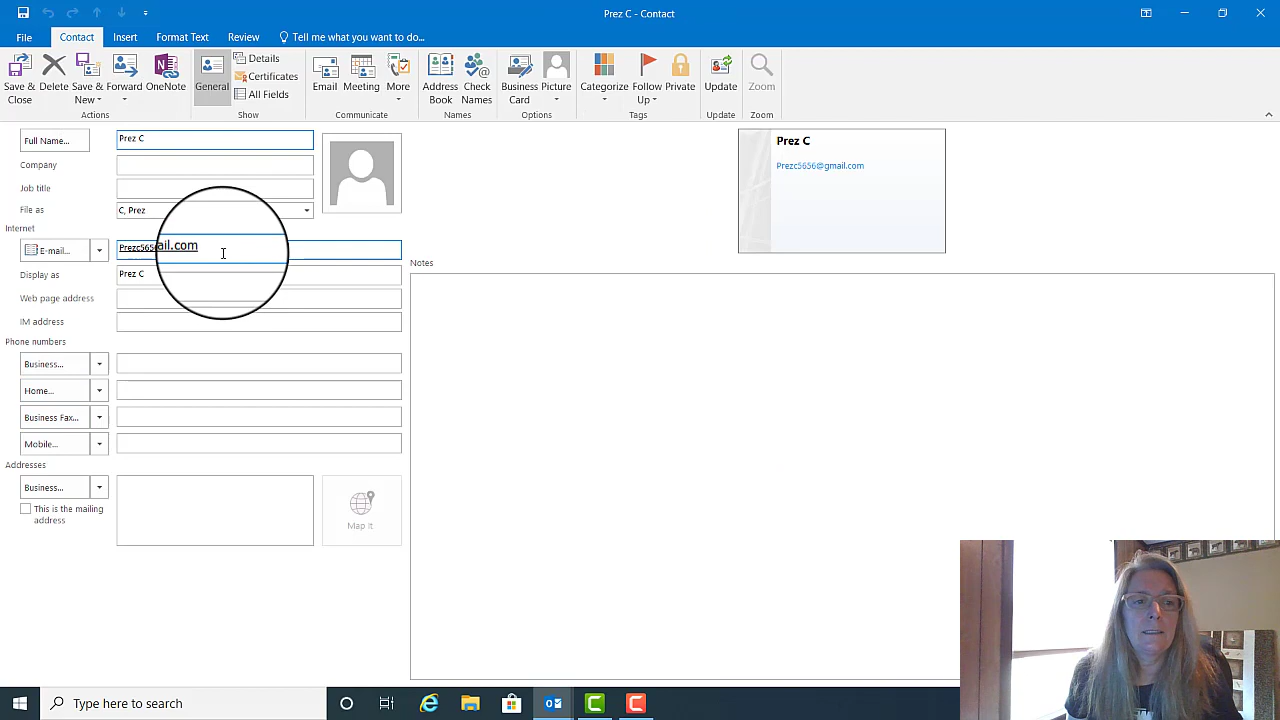 Prez C - Contact
File Contact Insert Format Text Review Tell me what you want to do...
Save & Close
Delete
Save & New
Forward
OneNote
Actions
General
Details
Certificates
All Fields
Show
Email
Meeting
More
Communicate
Address Book
Check Names
Names
Business Card
Picture
Options
Categorize
Follow Up
Private
Tags
Update
Update
Zoom
Zoom
Full Name... Prez C
Company
Job title
File as C, Prez
Internet
E-mail... Prezc565 ail.com
Display as Prez C
Web page address
IM address
Phone numbers
Business...
Home...
Business Fax...
Mobile...
Addresses
Business...
This is the mailing address
Map It
Prez C
Prezc5656@gmail.com
Notes
Type here to search